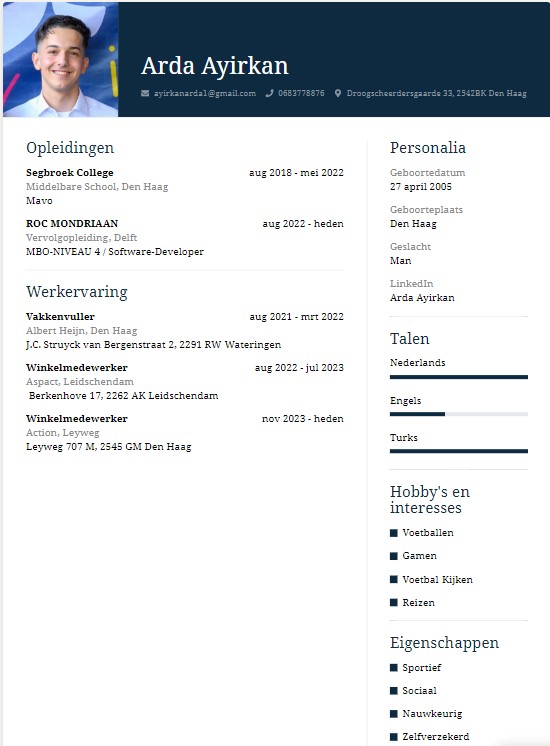 Arda Ayirkan
ayirkanarda1@gmail.com 0683778876 Droogscheerdersgaarde 33, 2542BK Den Haag
Opleidingen
Segbroek College aug 2018 - mei 2022
Middelbare School, Den Haag
Mavo
ROC MONDRIAAN aug 2022 - heden
Vervolgopleiding, Delft
MBO-NIVEAU 4 / Software-Developer
Werkervaring
Vakkenvuller aug 2021 - mrt 2022
Albert Heijn, Den Haag
J.C. Struyck van Bergenstraat 2, 2291 RW Wateringen
Winkelmedewerker aug 2022 - jul 2023
Aspact, Leidschendam
Berkenhove 17, 2262 AK Leidschendam
Winkelmedewerker nov 2023 - heden
Action, Leyweg
Leyweg 707 M, 2545 GM Den Haag
Personalia
Geboortedatum
27 april 2005
Geboorteplaats
Den Haag
Geslacht
Man
LinkedIn
Arda Ayirkan
Talen
Nederlands
Engels
Turks
Hobby's en
interesses
Voetballen
Gamen
Voetbal Kijken
Reizen
Eigenschappen
Sportief
Sociaal
Nauwkeurig
Zelfverzekerd